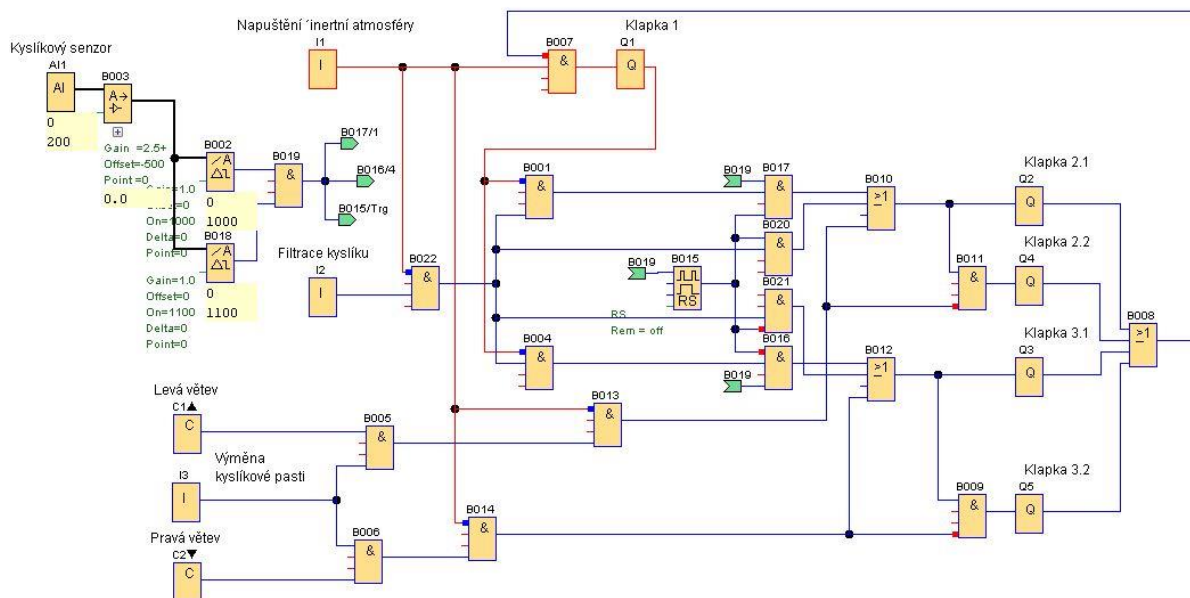 Napuštění ´inertní atmosféry
Klapka 1
I1
I
B007
&
Q1
Q
Kyslíkový senzor
AI1
AI
B003
A→
0
200
Gain =2.5+
Offset=-500
Point=0
0.0
B002
/A
B019
&
B017/1
B016/4
B015/Trg
Gain=1.0
Offset=0
On=1000
Delta=0
Point=0
0
1000
B018
/A
0
1100
Gain=1.0
Offset=0
On=1100
Delta=0
Point=0
Filtrace kyslíku
I2
I
B022
&
B001
&
B004
&
B019
B017
&
B020
&
B019
B015
RS
RS
Rem = off
B021
&
B016
&
B019
B010
>1
B012
>1
Klapka 2.1
Q2
Q
Klapka 2.2
B011
&
Q4
Q
Klapka 3.1
Q3
Q
B008
>1
Levá větev
C1▲
C
B005
&
B013
&
Výměna
kyslíkové pasti
I3
I
B006
&
B014
&
Klapka 3.2
B009
&
Q5
Q
Pravá větev
C2▼
C